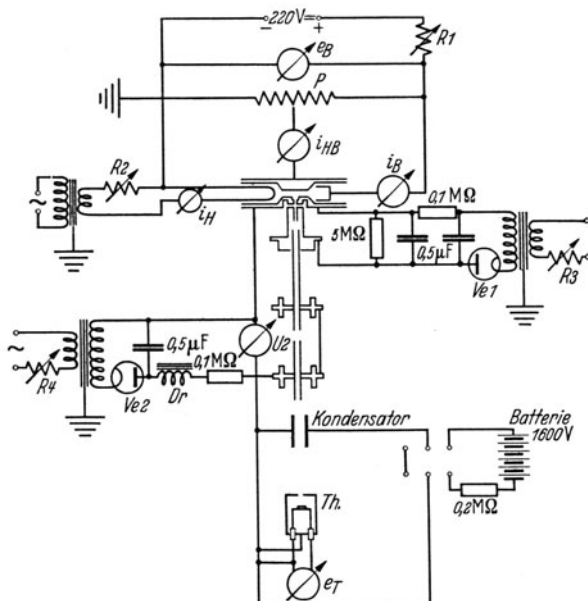 − 220V= +
R1
eB
P
iHB
R2
iB
iH
0,1 MΩ
5MΩ
0,5µF
R3
Ve1
~
0,5µF
U2
0,1MΩ
~
R4
Ve2
Dr
Kondensator
Batterie
1600V
0,2MΩ
Th.
eT